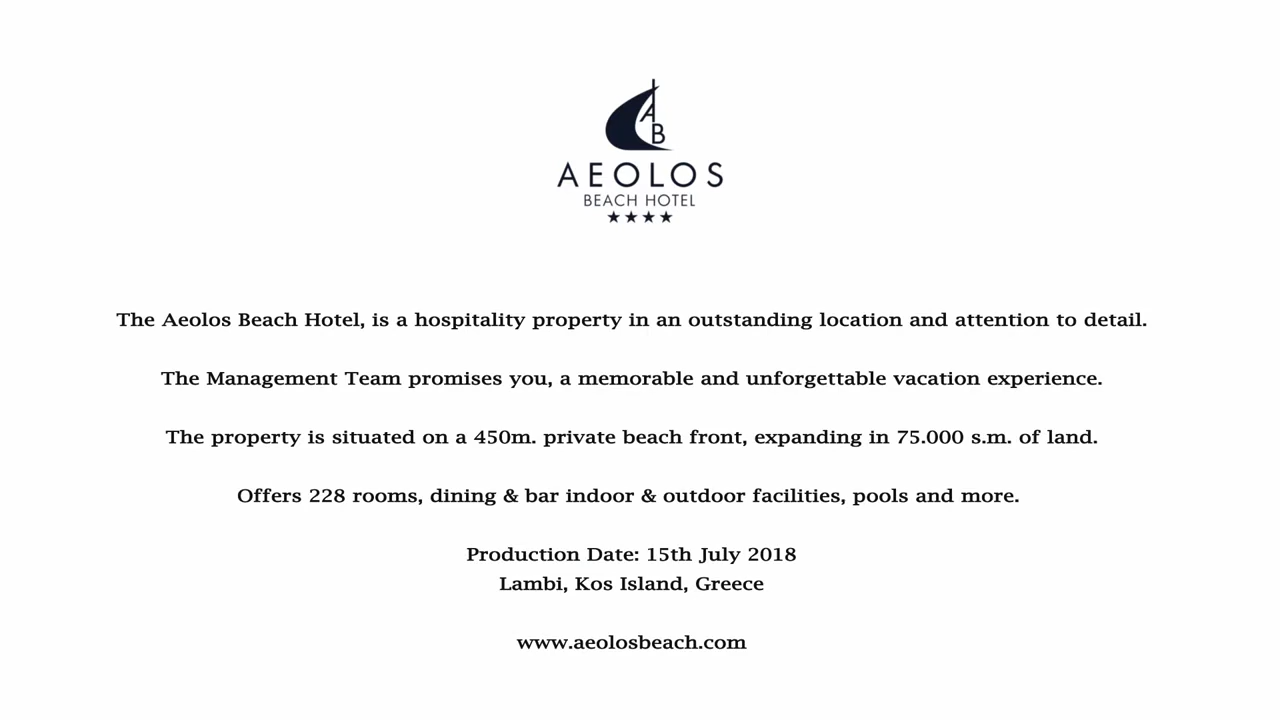 AB
AEOLOS
BEACH HOTEL
★★★★
The Aeolos Beach Hotel, is a hospitality property in an outstanding location and attention to detail.
The Management Team promises you, a memorable and unforgettable vacation experience.
The property is situated on a 450m. private beach front, expanding in 75.000 s.m. of land.
Offers 228 rooms, dining & bar indoor & outdoor facilities, pools and more.
Production Date: 15th July 2018
Lambi, Kos Island, Greece
www.aeolosbeach.com